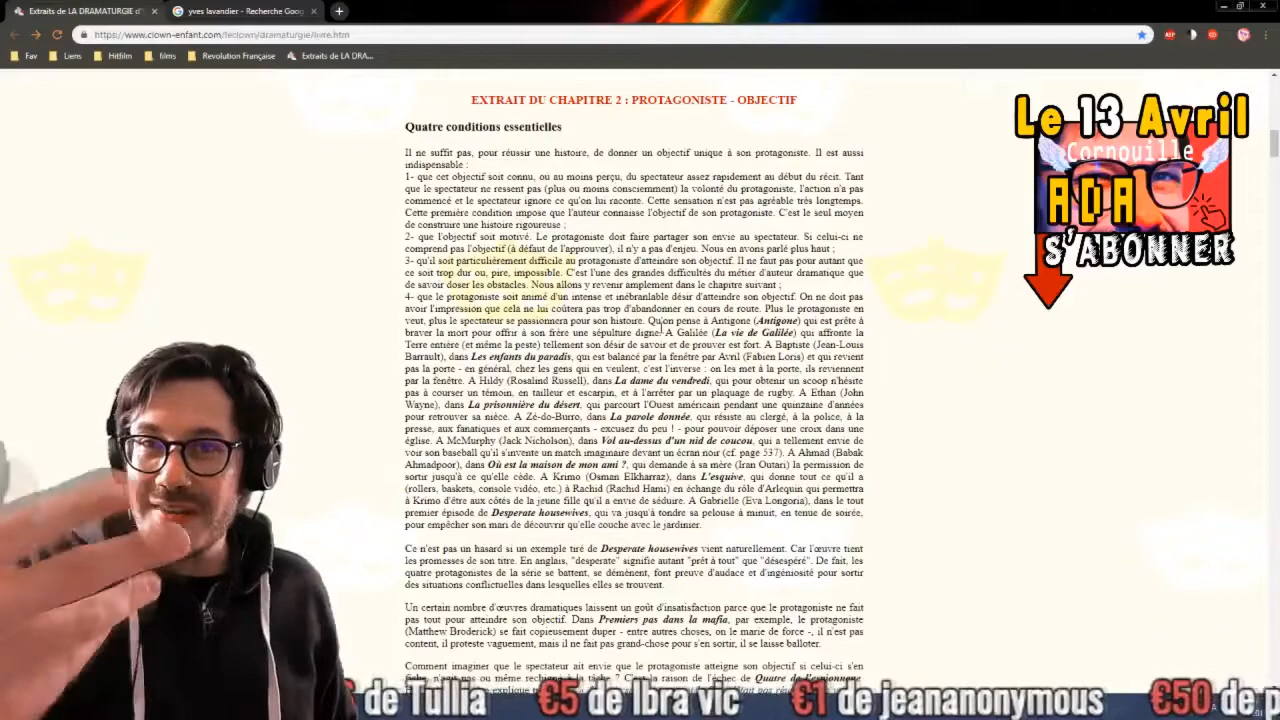 Extraits de LA DRAMATURGIE d'
yves lavandier - Recherche Goog
https://www.clown-enfant.com/leclown/dramaturgie/livre.htm
Fav
Liens
Hitfilm
films
Revolution Française
Extraits de LA DRA...
EXTRAIT DU CHAPITRE 2 : PROTAGONISTE - OBJECTIF
Quatre conditions essentielles
Il ne suffit pas, pour réussir une histoire, de donner un objectif unique à son protagoniste. Il est aussi
indispensable :
1- que cet objectif soit connu, ou au moins perçu, du spectateur assez rapidement au début du récit. Tant
que le spectateur ne ressent pas (plus ou moins consciemment) la volonté du protagoniste, l'action n'a pas
commencé et le spectateur ignore ce qu'on lui raconte. Cette sensation n'est pas agréable très longtemps.
Cette première condition impose que l'auteur connaisse l'objectif de son protagoniste. C'est le seul moyen
de construire une histoire rigoureuse ;
2- que l'objectif soit motivé. Le protagoniste doit faire partager son envie au spectateur. Si celui-ci ne
comprend pas l'objectif (à défaut de l'approuver), il n'y a pas d'enjeu. Nous en avons parlé plus haut ;
3- qu'il soit particulièrement difficile au protagoniste d'atteindre son objectif. Il ne faut pas pour autant que
ce soit trop dur ou, pire, impossible. C'est l'une des grandes difficultés du métier d'auteur dramatique que
de savoir doser les obstacles. Nous allons y revenir amplement dans le chapitre suivant ;
4- que le protagoniste soit animé d'un intense et inébranlable désir d'atteindre son objectif. On ne doit pas
avoir l'impression que cela ne lui coûtera pas trop d'abandonner en cours de route. Plus le protagoniste en
veut, plus le spectateur se passionnera pour son histoire. Qu'on pense à Antigone (Antigone) qui est prête à
braver la mort pour offrir à son frère une sépulture digne. A Galilée (La vie de Galilée) qui affronte la
Terre entière (et même la peste) tellement son désir de savoir et de prouver est fort. A Baptiste (Jean-Louis
Barrault), dans Les enfants du paradis, qui est balancé par la fenêtre par Avril (Fabien Loris) et qui revient
pas la porte - en général, chez les gens qui en veulent, c'est l'inverse : on les met à la porte, ils reviennent
par la fenêtre. A Hildy (Rosalind Russell), dans La dame du vendredi, qui pour obtenir un scoop n'hésite
pas à courser un témoin, en tailleur et escarpin, et à l'arrêter par un plaquage de rugby. A Ethan (John
Wayne), dans La prisonnière du désert, qui parcourt l'Ouest américain pendant une quinzaine d'années
pour retrouver sa nièce. A Zé-do-Burro, dans La parole donnée, qui résiste au clergé, à la police, à la
presse, aux fanatiques et aux commerçants - excusez du peu ! - pour pouvoir déposer une croix dans une
église. A McMurphy (Jack Nicholson), dans Vol au-dessus d'un nid de coucou, qui a tellement envie de
voir son baseball qu'il s'invente un match imaginaire devant un écran noir (cf. page 537). A Ahmad (Babak
Ahmadpoor), dans Où est la maison de mon ami ?, qui demande à sa mère (Iran Outari) la permission de
sortir jusqu'à ce qu'elle cède. A Krimo (Osman Elkharraz), dans L'esquive, qui donne tout ce qu'il a
(rollers, baskets, console vidéo, etc.) à Rachid (Rachid Hami) en échange du rôle d'Arlequin qui permettra
à Krimo d'être aux côtés de la jeune fille qu'il a envie de séduire. A Gabrielle (Eva Longoria), dans le tout
premier épisode de Desperate housewives, qui va jusqu'à tondre sa pelouse à minuit, en tenue de soirée,
pour empêcher son mari de découvrir qu'elle couche avec le jardinier.
Ce n'est pas un hasard si un exemple tiré de Desperate housewives vient naturellement. Car l'œuvre tient
les promesses de son titre. En anglais, "desperate" signifie autant "prêt à tout" que "désespéré". De fait, les
quatre protagonistes de la série se battent, se démènent, font preuve d'audace et d'ingéniosité pour sortir
des situations conflictuelles dans lesquelles elles se trouvent.
Un certain nombre d'œuvres dramatiques laissent un goût d'insatisfaction parce que le protagoniste ne fait
pas tout pour atteindre son objectif. Dans Premiers pas dans la mafia, par exemple, le protagoniste
(Matthew Broderick) se fait copieusement duper - entre autres choses, on le marie de force -, il n'est pas
content, il proteste vaguement, mais il ne fait pas grand-chose pour s'en sortir, il se laisse balloter.
Comment imaginer que le spectateur ait envie que le protagoniste atteigne son objectif si celui-ci s'en
fiche, n'agit pas ou même rechigne à la tâche ? C'est la raison de l'échec de Quatre de l'espionnage
Le 13 Avril
Cornouille
ADA
S'ABONNER
€ de Tullia €5 de Ibra vic €1 de jeananonymous €50 de